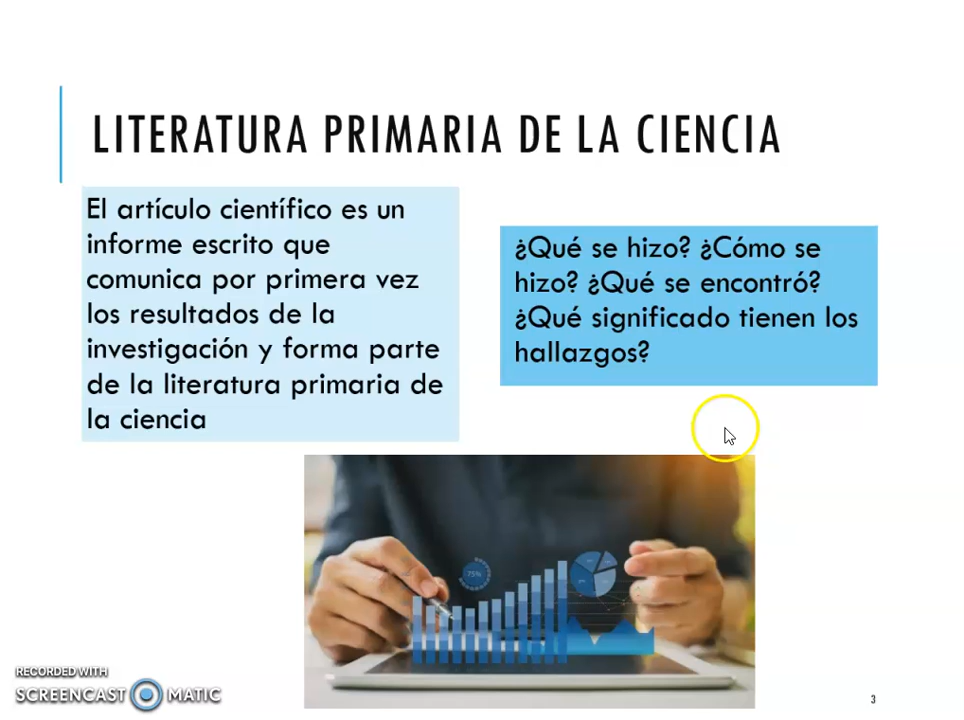 LITERATURA PRIMARIA DE LA CIENCIA
El artículo científico es un
informe escrito que
comunica por primera vez
los resultados de la
investigación y forma parte
de la literatura primaria de
la ciencia
¿Qué se hizo? ¿Cómo se
hizo? ¿Qué se encontró?
¿Qué significado tienen los
hallazgos?
75%
RECORDED WITH
SCREENCAST MATIC
3